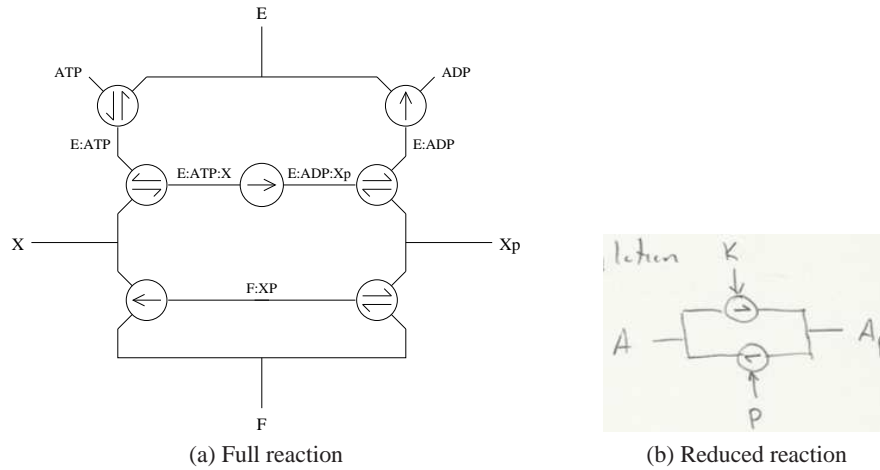 E
ATP
ADP
E:ATP
E:ADP
E:ATP:X
E:ADP:Xp
X
Xp
F:XP
F
K
A
P
(a) Full reaction
(b) Reduced reaction